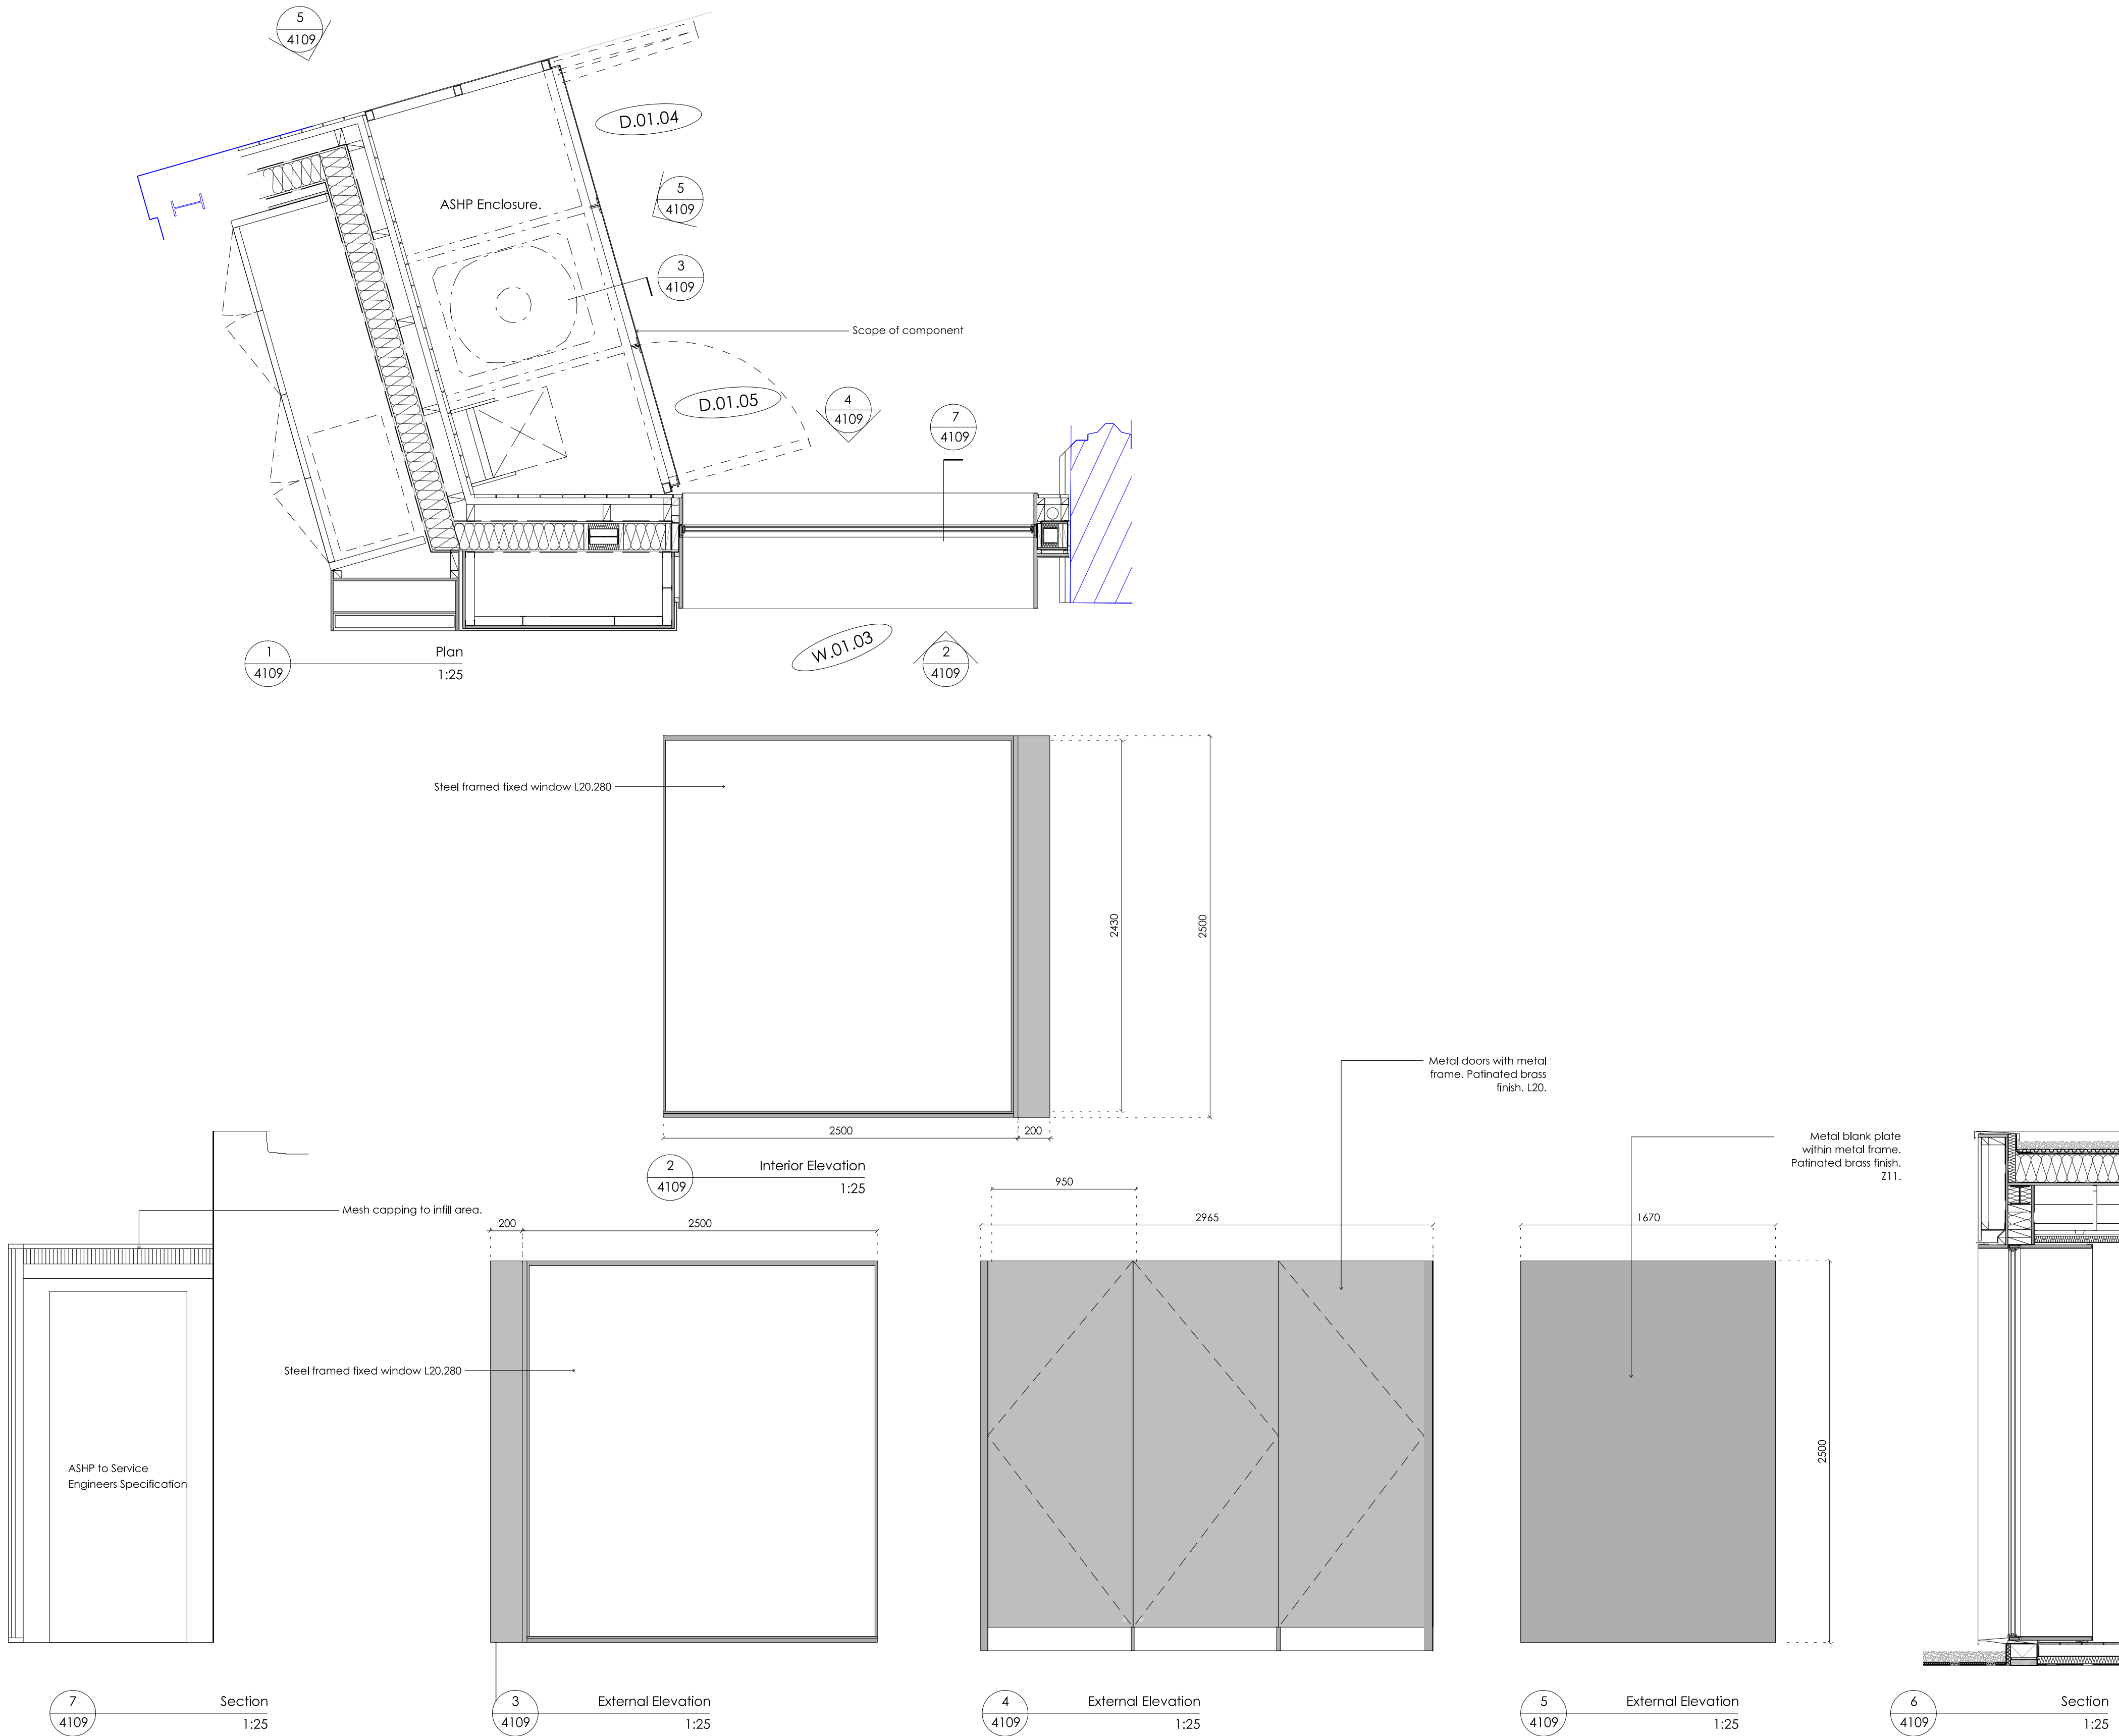 5
4109
D.01.04
ASHP Enclosure.
5
4109
3
4109
Scope of component
D.01.05
4
4109
7
4109
W.01.03
1
4109
Plan
1:25
2
4109
Steel framed fixed window L20.280
2430
2500
2500
200
2
4109
Interior Elevation
1:25
Metal doors with metal
frame. Patinated brass
finish. L20.
Metal blank plate
within metal frame.
Patinated brass finish.
Z11.
Mesh capping to infill area.
200
2500
950
2965
1670
Steel framed fixed window L20.280
2500
ASHP to Service
Engineers Specification
7
4109
Section
1:25
3
4109
External Elevation
1:25
4
4109
External Elevation
1:25
5
4109
External Elevation
1:25
6
4109
Section
1:25